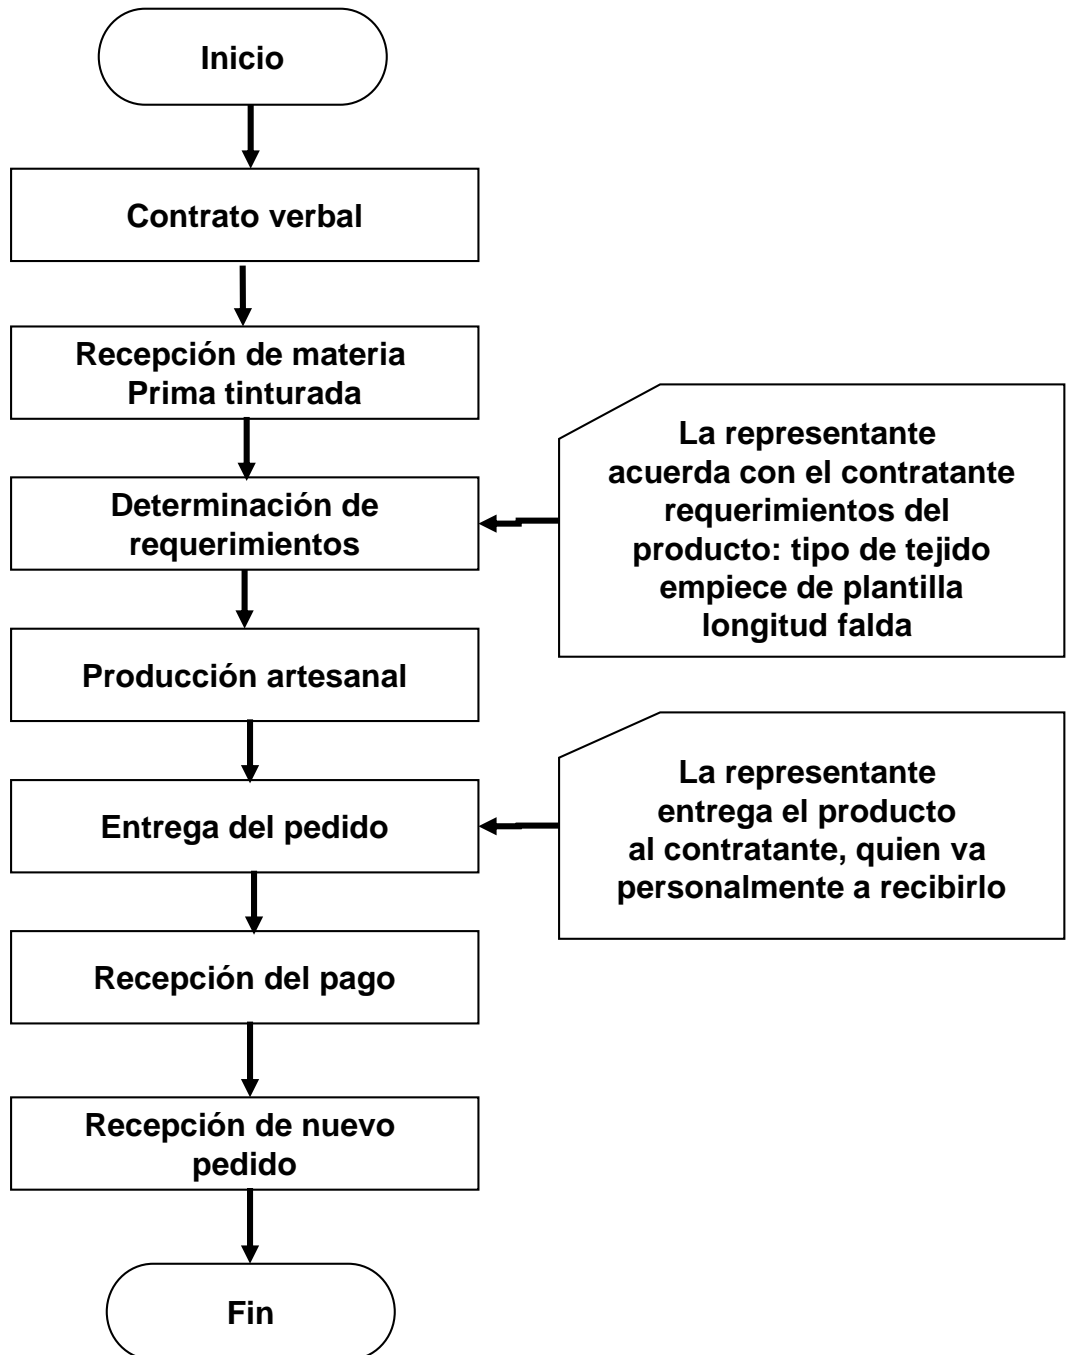 Inicio
Contrato verbal
Recepción de materia
Prima tinturada
Determinación de
requerimientos
La representante
acuerda con el contratante
requerimientos del
producto: tipo de tejido
empiece de plantilla
longitud falda
Producción artesanal
Entrega del pedido
La representante
entrega el producto
al contratante, quien va
personalmente a recibirlo
Recepción del pago
Recepción de nuevo
pedido
Fin